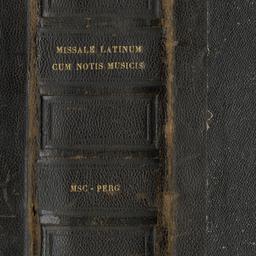 MISSALE LATINUM
CUM NOTIS MUSICIS
MSC - PERG